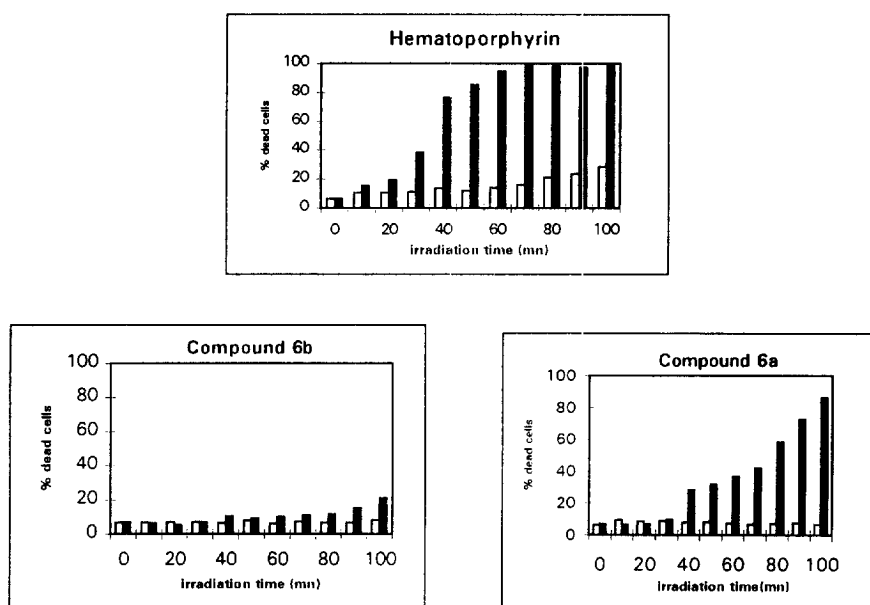 Hematoporphyrin
100
80
60
40
20
0
% dead cells
0 20 40 60 80 100
irradiation time (mn)
Compound 6b
100
80
60
40
20
0
% dead cells
0 20 40 60 80 100
irradiation time (mn)
Compound 6a
100
80
60
40
20
0
% dead cells
0 20 40 60 80 100
irradiation time(mn)